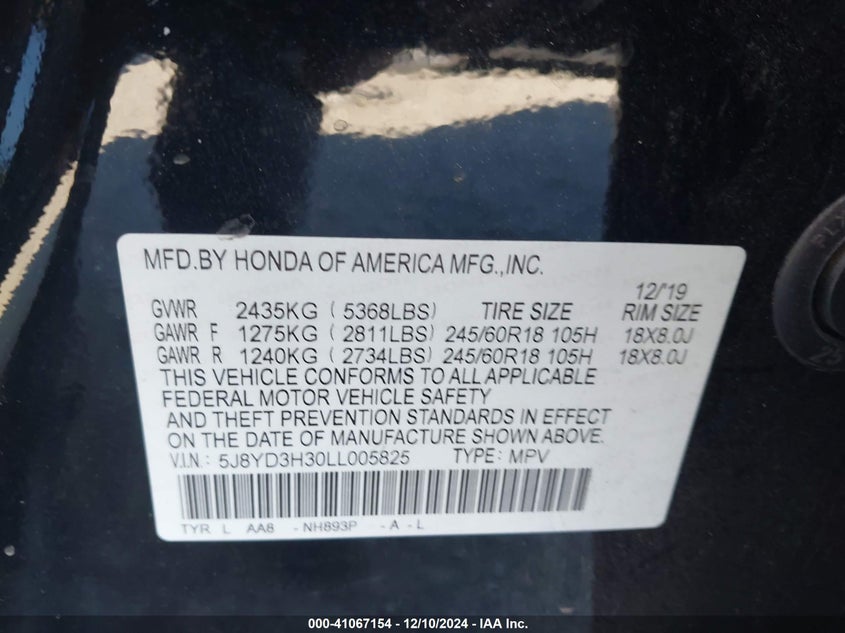 MFD.BY HONDA OF AMERICA MFG.,INC.
12/'19
GVWR 2435KG ( 5368LBS) TIRE SIZE RIM SIZE
GAWR F 1275KG ( 2811LBS) 245/60R18 105H 18X8.0J
GAWR R 1240KG ( 2734LBS) 245/60R18 105H 18X8.0J
THIS VEHICLE CONFORMS TO ALL APPLICABLE
FEDERAL MOTOR VEHICLE SAFETY
AND THEFT PREVENTION STANDARDS IN EFFECT
ON THE DATE OF MANUFACTURE SHOWN ABOVE.
V.I.N.: 5J8YD3H30LL005825 TYPE: MPV
TYR L AA8 -NH893P -A -L
000-41067154 - 12/10/2024 - IAA Inc.